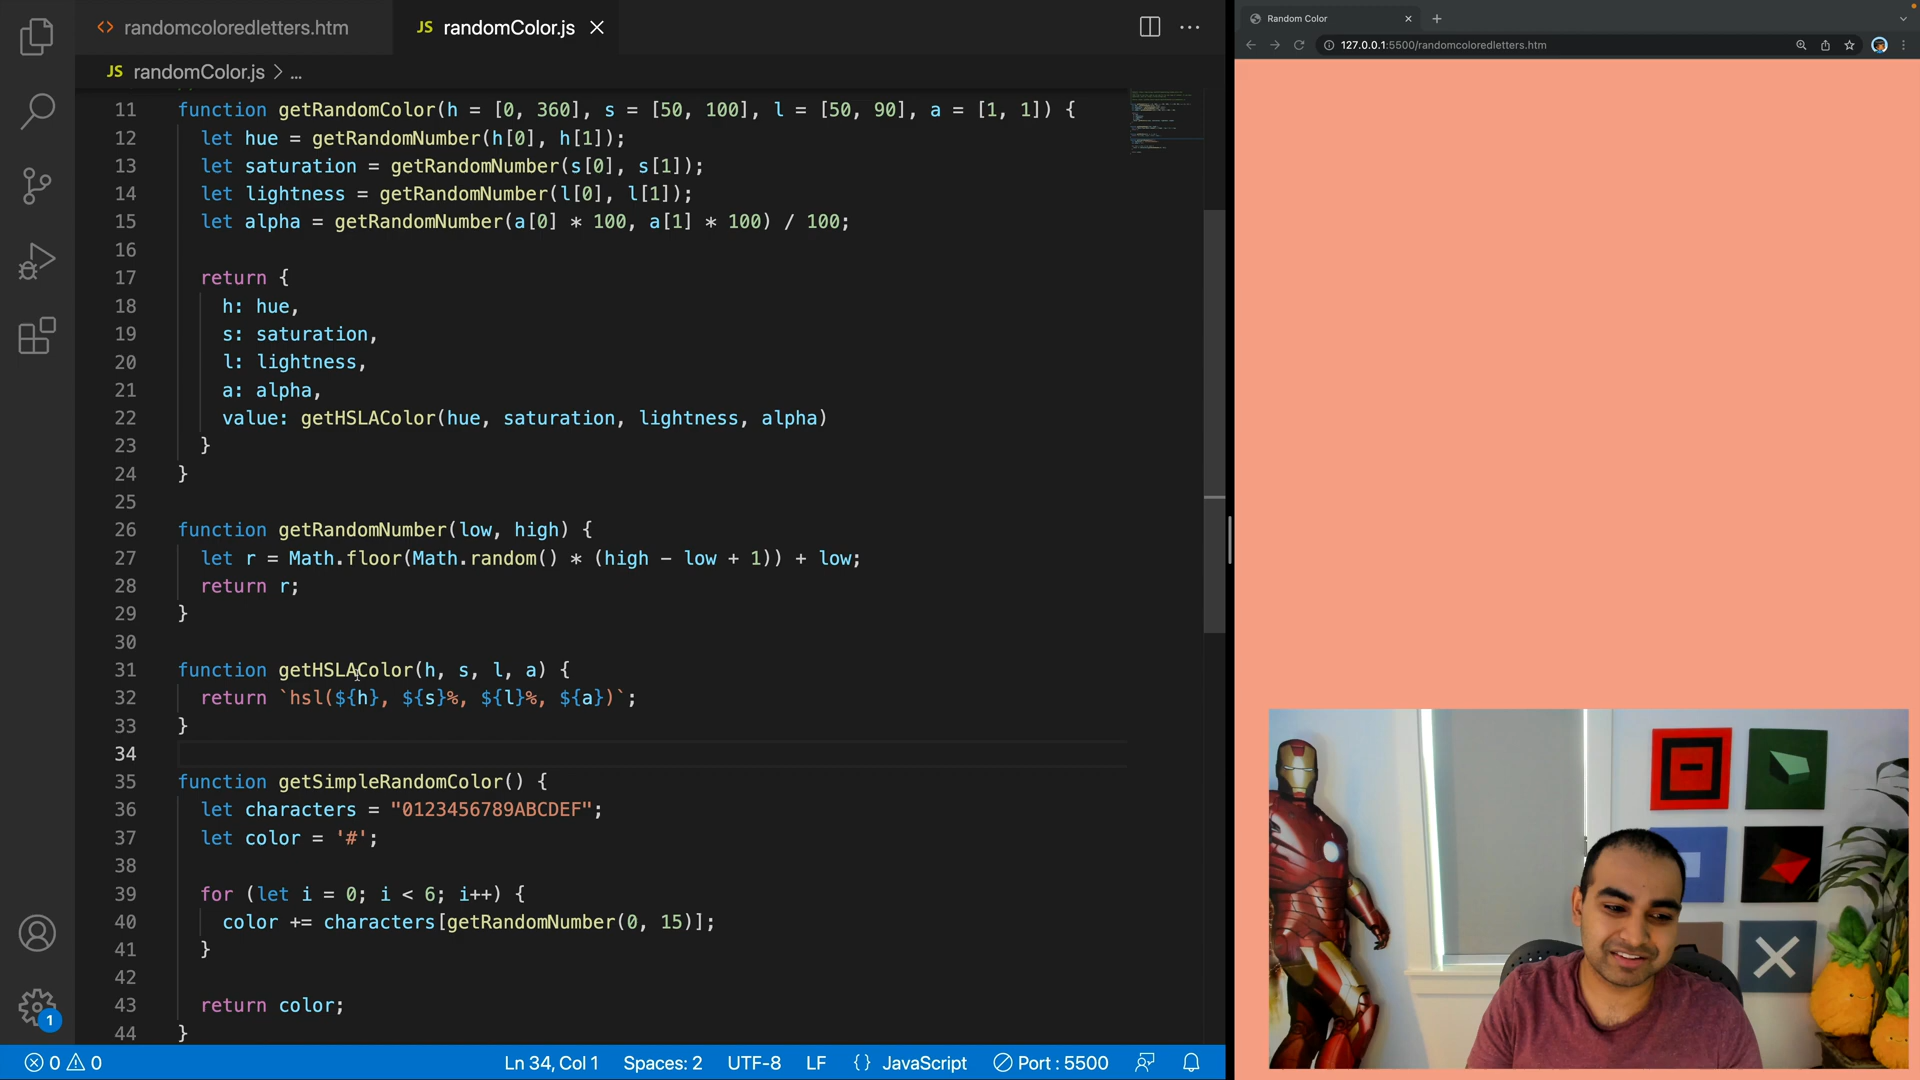 randomcoloredletters.htm
JS randomColor.js
JS randomColor.js > ...
11 function getRandomColor(h = [0, 360], s = [50, 100], l = [50, 90], a = [1, 1]) {
12 let hue = getRandomNumber(h[0], h[1]);
13 let saturation = getRandomNumber(s[0], s[1]);
14 let lightness = getRandomNumber(l[0], l[1]);
15 let alpha = getRandomNumber(a[0] * 100, a[1] * 100) / 100;
16
17 return {
18 h: hue,
19 s: saturation,
20 l: lightness,
21 a: alpha,
22 value: getHSLAColor(hue, saturation, lightness, alpha)
23 }
24 }
25
26 function getRandomNumber(low, high) {
27 let r = Math.floor(Math.random() * (high - low + 1)) + low;
28 return r;
29 }
30
31 function getHSLAColor(h, s, l, a) {
32 return `hsl(${h}, ${s}%, ${l}%, ${a})`;
33 }
34
35 function getSimpleRandomColor() {
36 let characters = "0123456789ABCDEF";
37 let color = '#';
38
39 for (let i = 0; i < 6; i++) {
40 color += characters[getRandomNumber(0, 15)];
41 }
42
43 return color;
44 }
1
0 0
Ln 34, Col 1
Spaces: 2
UTF-8
LF
{ } JavaScript
Port : 5500
Random Color
127.0.0.1:5500/randomcoloredletters.htm